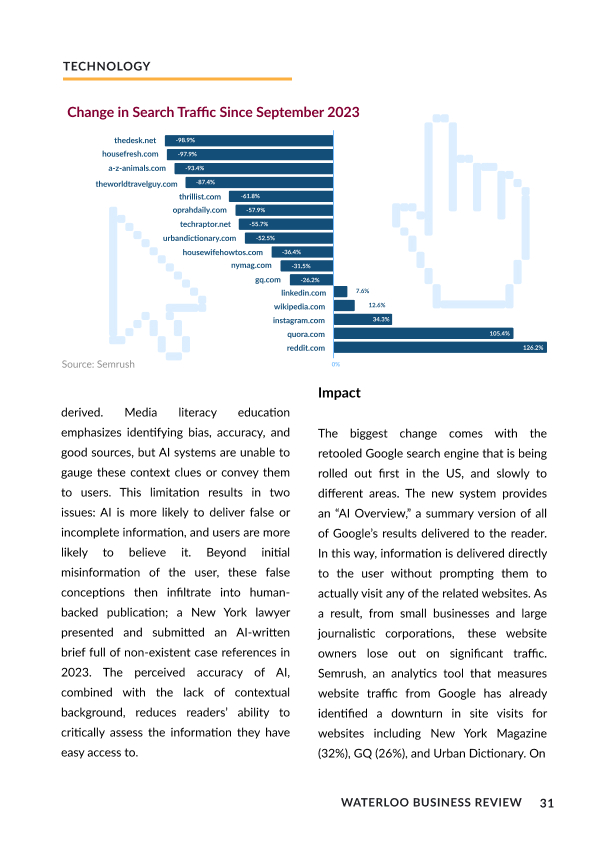 TECHNOLOGY
Change in Search Traffic Since September 2023
thedesk.net -98.9%
housefresh.com -97.9%
a-z-animals.com -93.4%
theworldtravelguy.com -87.4%
thrillist.com -61.8%
oprahdaily.com -57.9%
techraptor.net -55.7%
urbandictionary.com -52.5%
housewifehowtos.com -36.4%
nymag.com -31.5%
gq.com -26.2%
linkedin.com 7.6%
wikipedia.com 12.6%
instagram.com 34.3%
quora.com 105.4%
reddit.com 126.2%
0%
Source: Semrush
derived. Media literacy education
emphasizes identifying bias, accuracy, and
good sources, but AI systems are unable to
gauge these context clues or convey them
to users. This limitation results in two
issues: AI is more likely to deliver false or
incomplete information, and users are more
likely to believe it. Beyond initial
misinformation of the user, these false
conceptions then infiltrate into human-
backed publication; a New York lawyer
presented and submitted an AI-written
brief full of non-existent case references in
2023. The perceived accuracy of AI,
combined with the lack of contextual
background, reduces readers’ ability to
critically assess the information they have
easy access to.
Impact
The biggest change comes with the
retooled Google search engine that is being
rolled out first in the US, and slowly to
different areas. The new system provides
an “AI Overview,” a summary version of all
of Google’s results delivered to the reader.
In this way, information is delivered directly
to the user without prompting them to
actually visit any of the related websites. As
a result, from small businesses and large
journalistic corporations, these website
owners lose out on significant traffic.
Semrush, an analytics tool that measures
website traffic from Google has already
identified a downturn in site visits for
websites including New York Magazine
(32%), GQ (26%), and Urban Dictionary. On
WATERLOO BUSINESS REVIEW 31